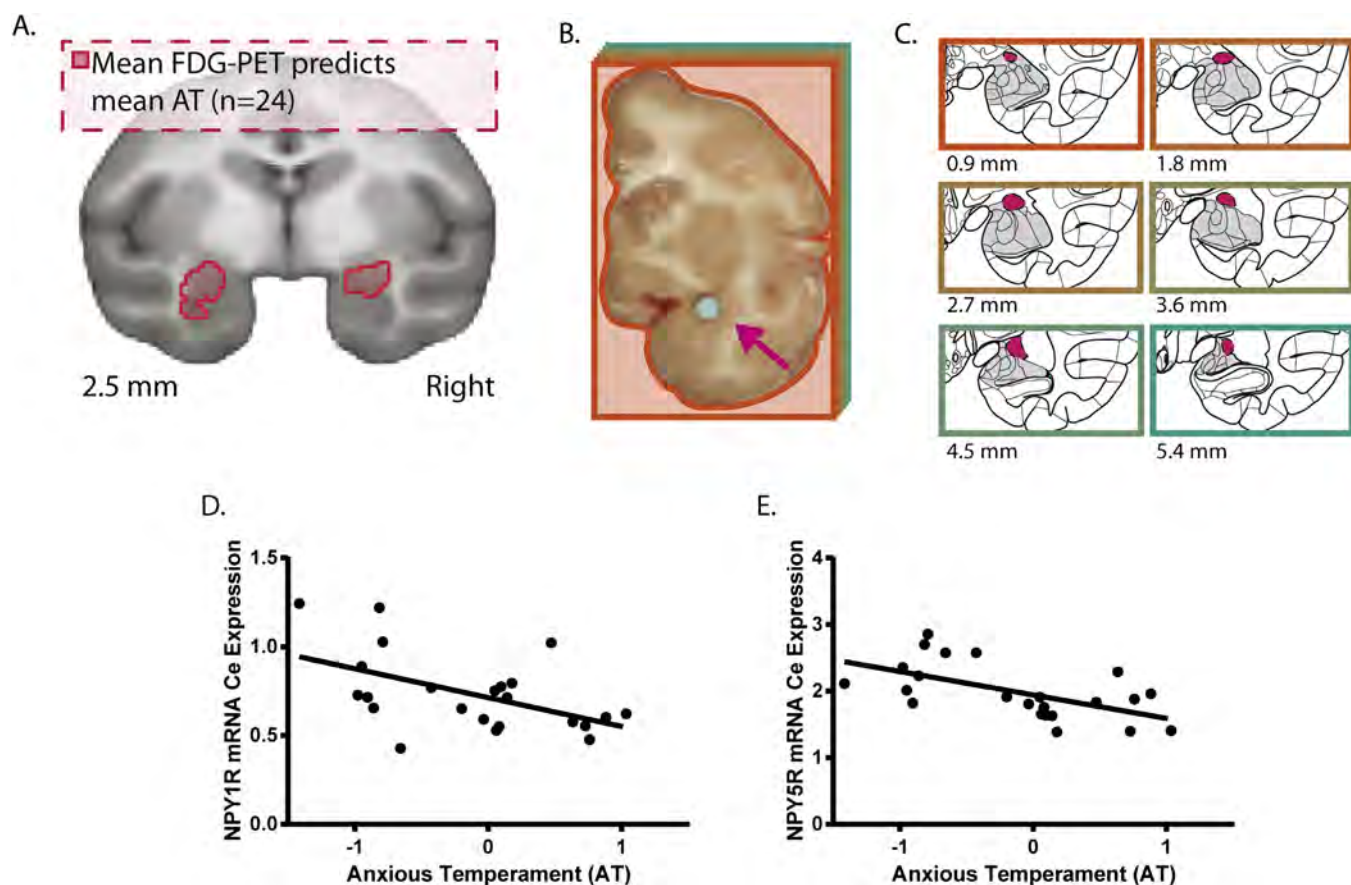 A.
Mean FDG-PET predicts
mean AT (n=24)
2.5 mm
Right
B.
C.
0.9 mm
1.8 mm
2.7 mm
3.6 mm
4.5 mm
5.4 mm
D.
NPY1R mRNA Ce Expression
1.5
1.0
0.5
0.0
-1
0
1
Anxious Temperament (AT)
E.
NPY5R mRNA Ce Expression
4
3
2
1
0
-1
0
1
Anxious Temperament (AT)